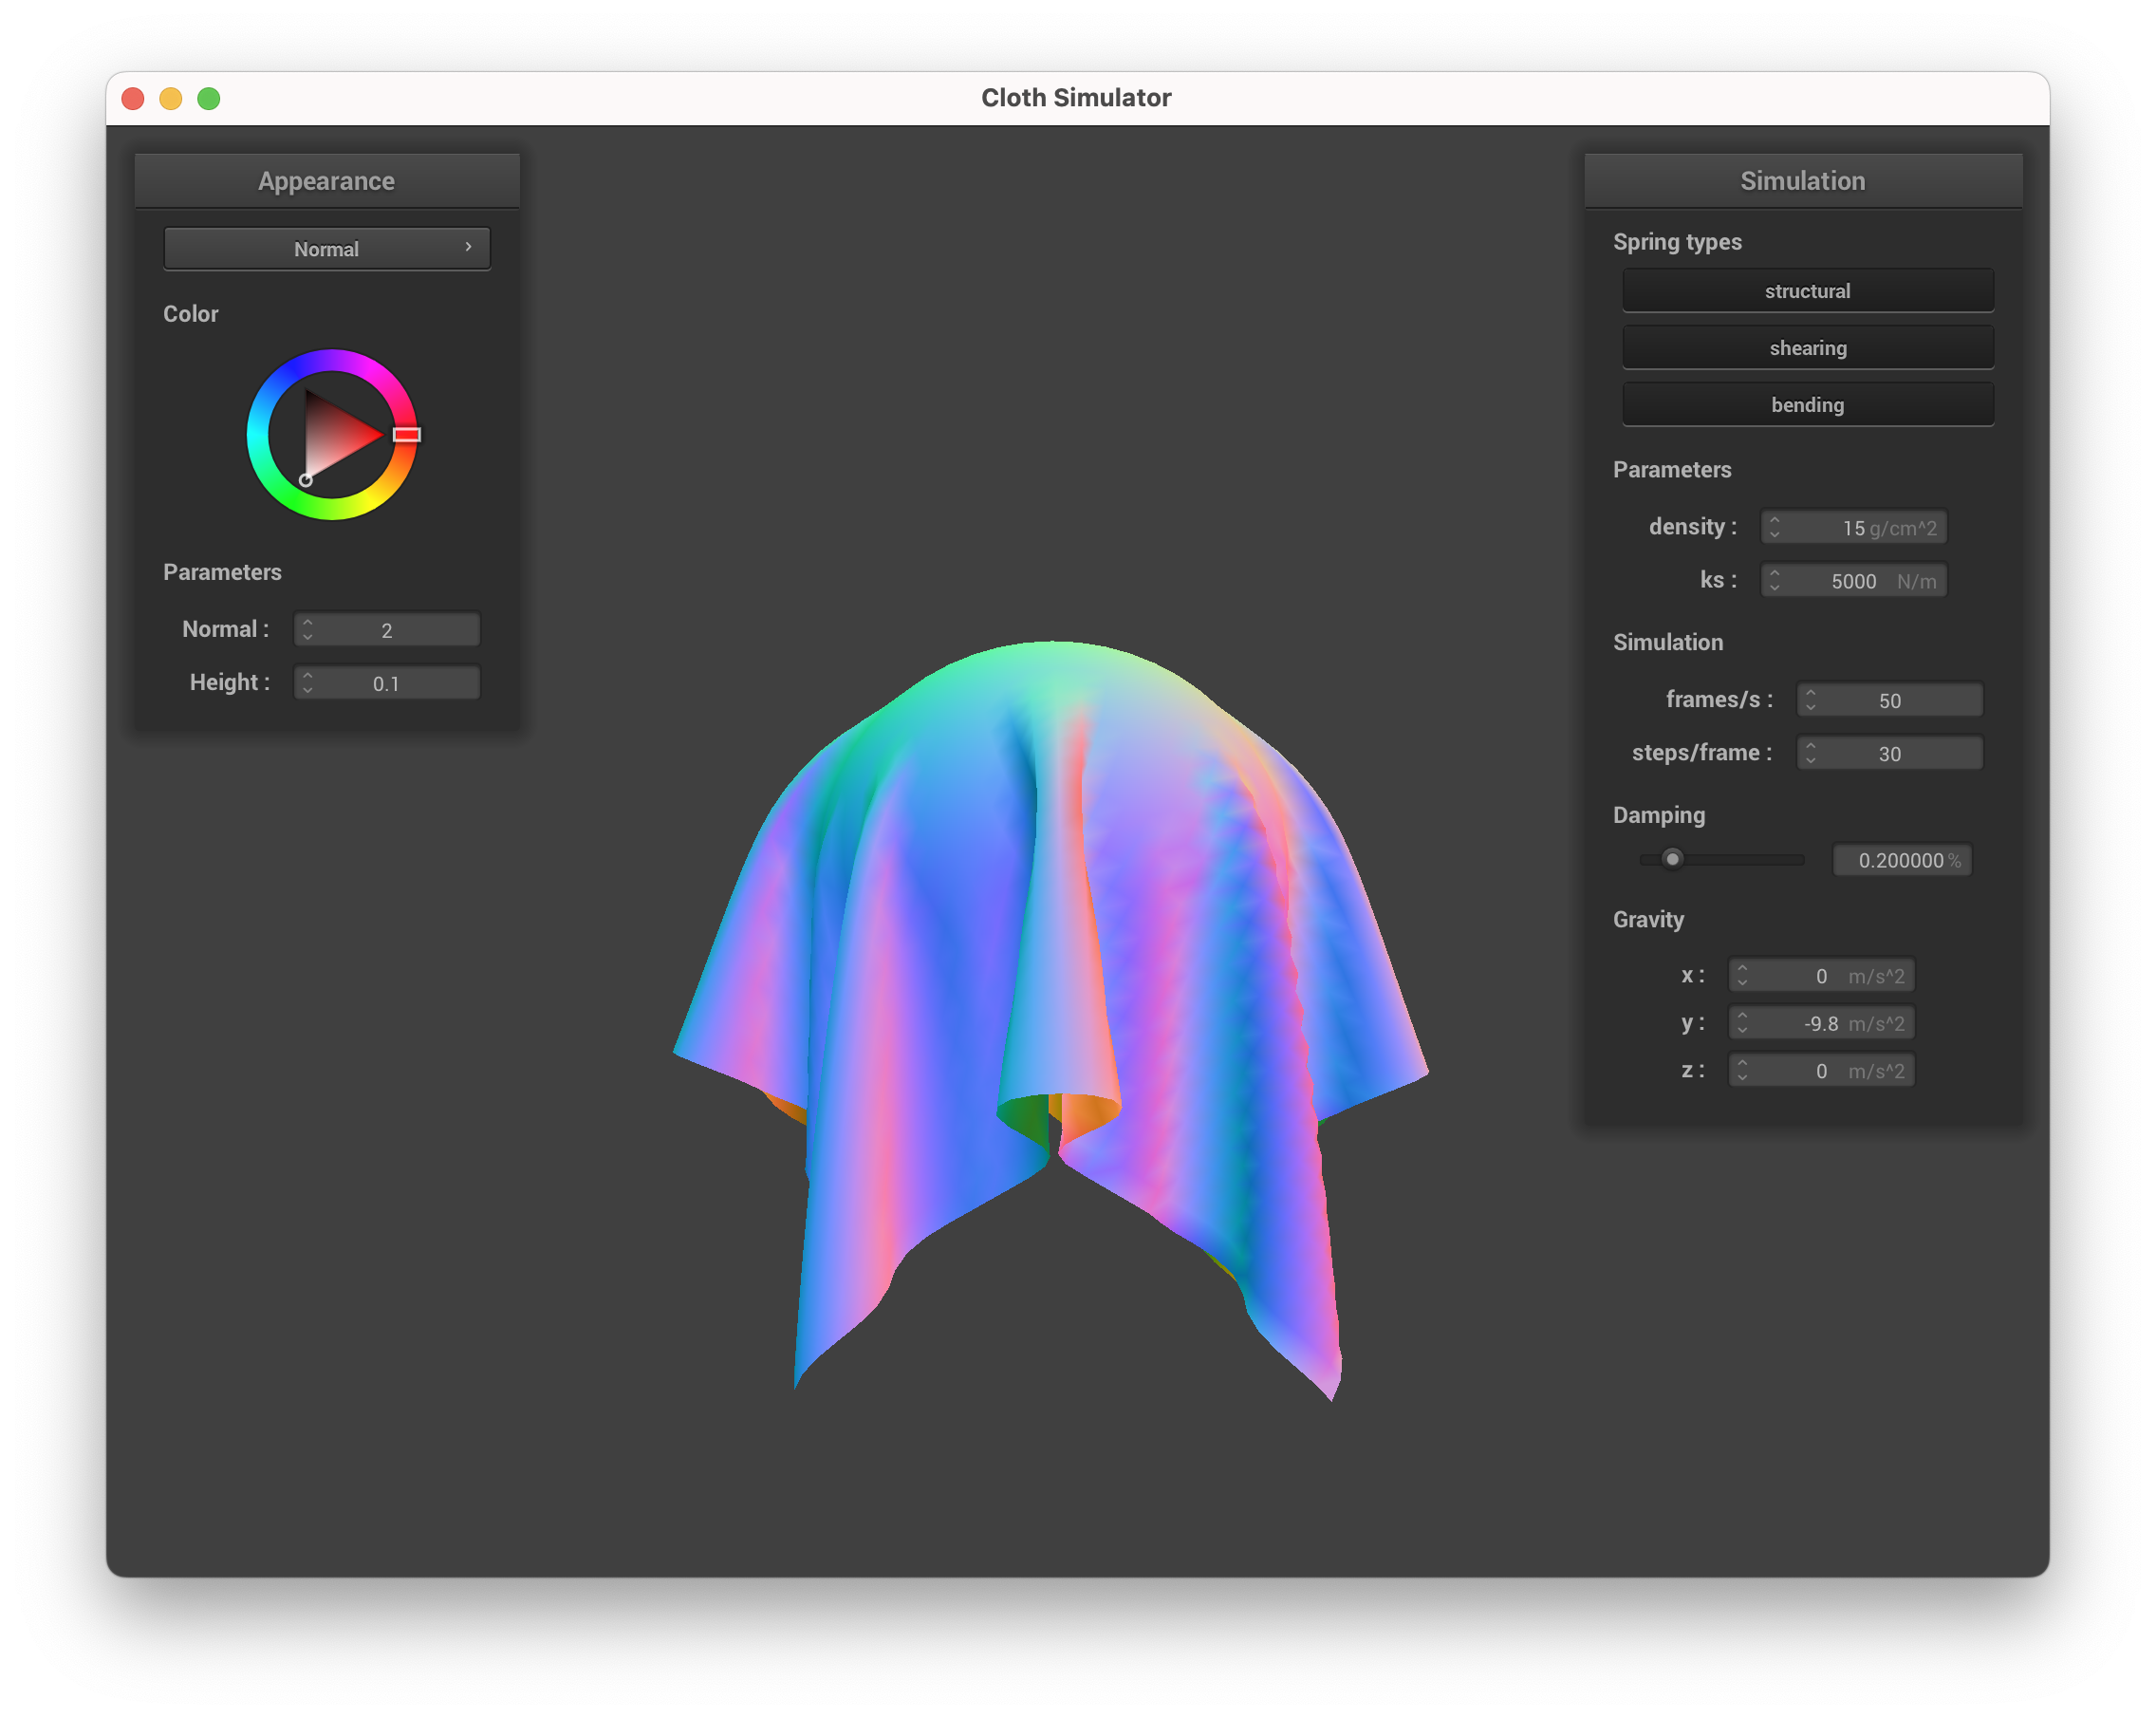 Cloth Simulator
Appearance
Normal
Color
Parameters
Normal : 2
Height : 0.1
Simulation
Spring types
structural
shearing
bending
Parameters
density : 15 g/cm^2
ks : 5000 N/m
Simulation
frames/s : 50
steps/frame : 30
Damping
0.200000 %
Gravity
x : 0 m/s^2
y : -9.8 m/s^2
z : 0 m/s^2